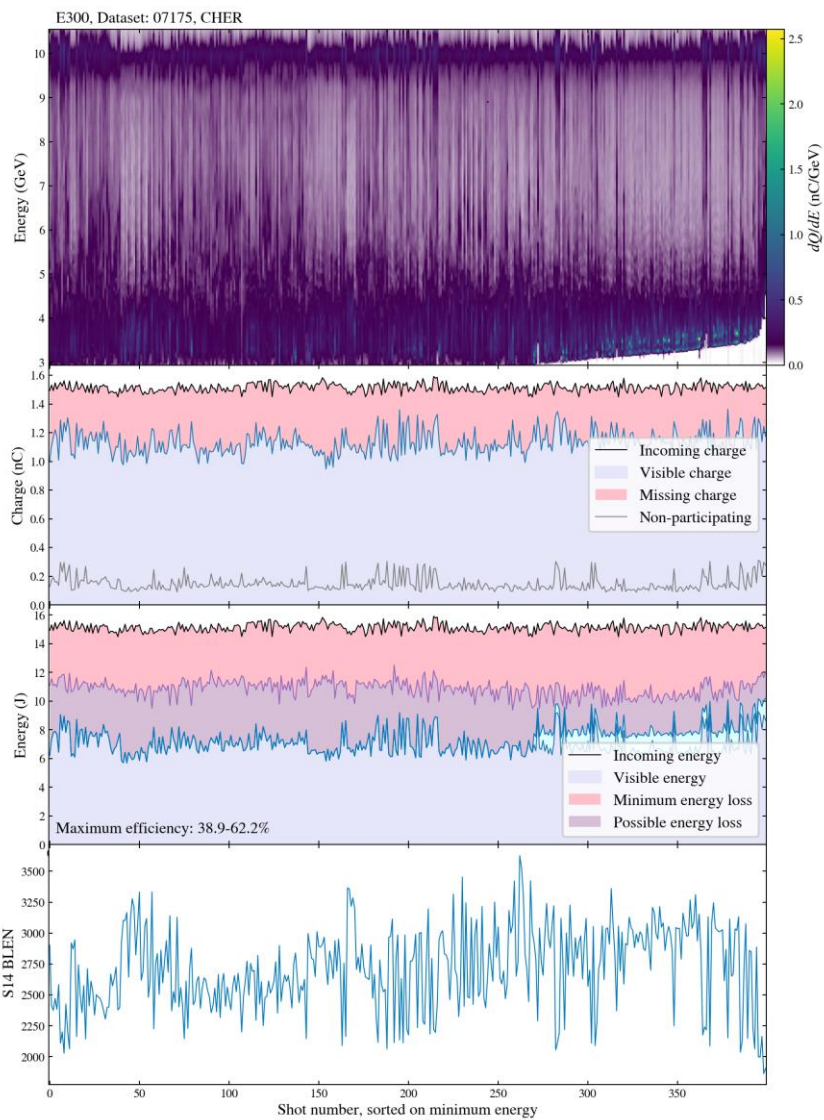 E300, Dataset: 07175, CHER
10
9
8
7
6
5
4
3
Energy (GeV)
2.5
2.0
1.5
1.0
0.5
0.0
dQ/dE (nC/GeV)
1.6
1.4
1.2
1.0
0.8
0.6
0.4
0.2
0.0
Charge (nC)
Incoming charge
Visible charge
Missing charge
Non-participating
16
14
12
10
8
6
4
2
0
Energy (J)
Incoming energy
Visible energy
Minimum energy loss
Possible energy loss
Maximum efficiency: 38.9-62.2%
3500
3250
3000
2750
2500
2250
2000
S14 BLEN
0 50 100 150 200 250 300 350
Shot number, sorted on minimum energy